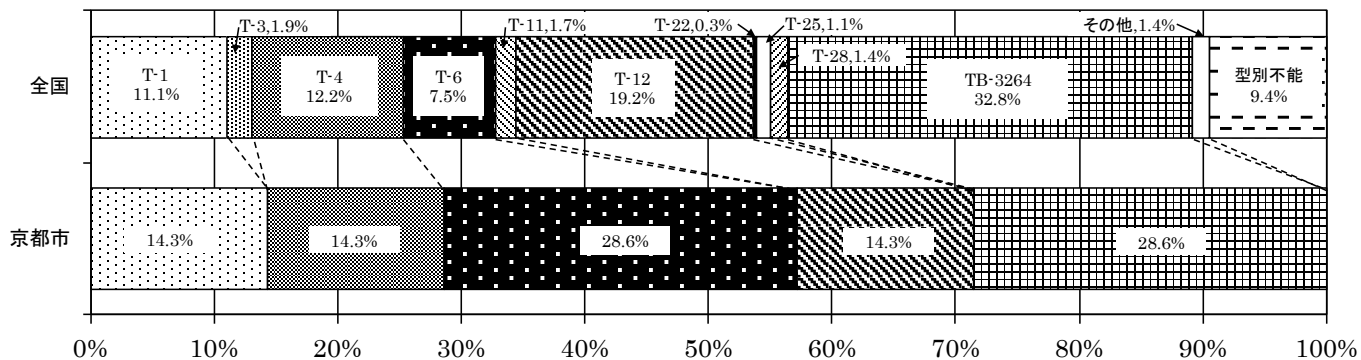 T-3,1.9%
T-11,1.7%
T-22,0.3%
T-25,1.1%
その他,1.4%
全国
T-1
11.1%
T-4
12.2%
T-6
7.5%
T-12
19.2%
T-28,1.4%
TB-3264
32.8%
型別不能
9.4%
京都市
14.3%
14.3%
28.6%
14.3%
28.6%
0%
10%
20%
30%
40%
50%
60%
70%
80%
90%
100%